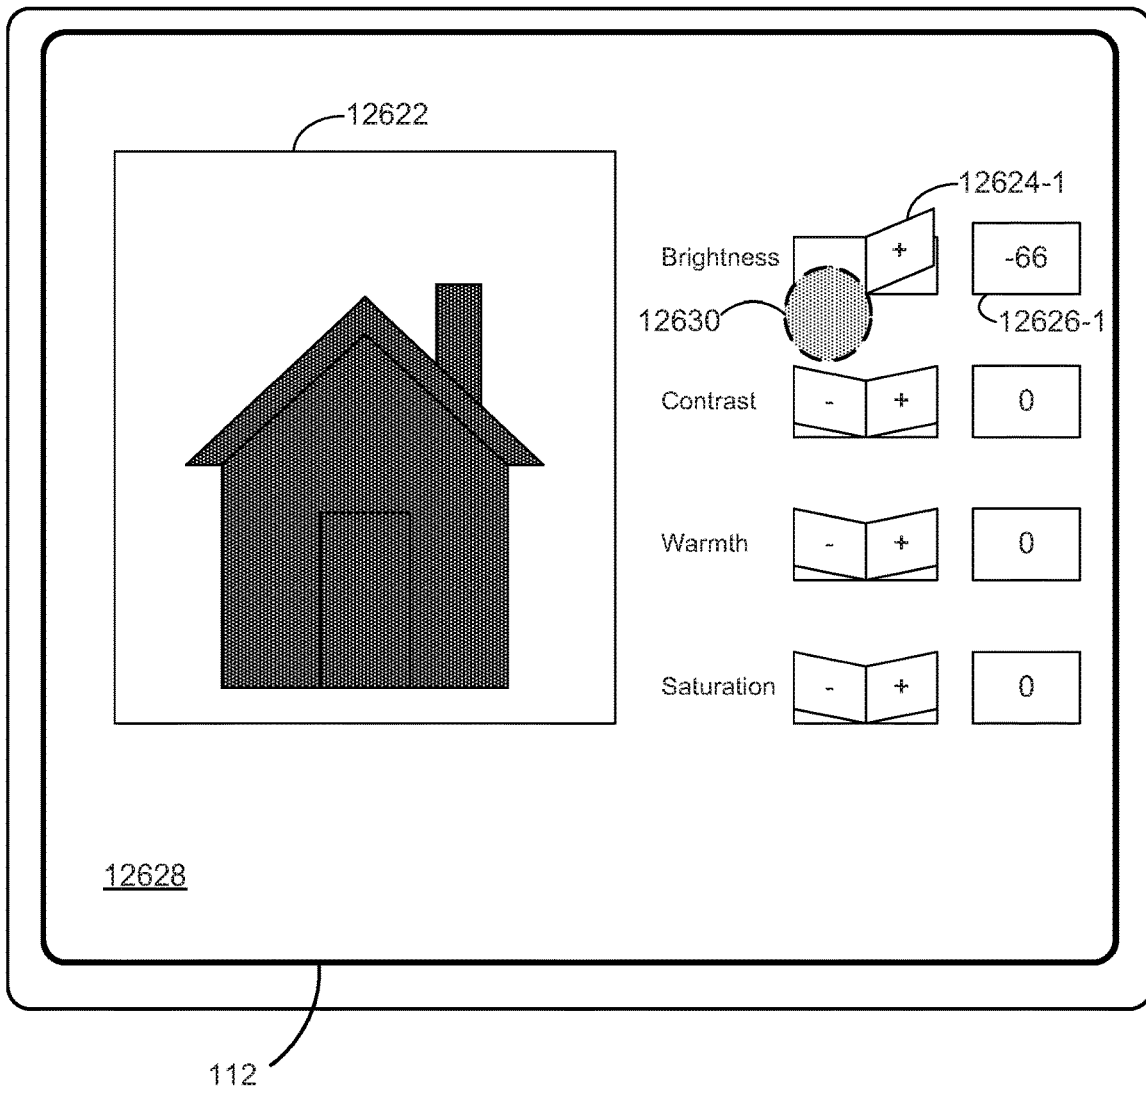 12622
12624-1
Brightness + -66
12630 12626-1
Contrast - + 0
Warmth - + 0
Saturation - + 0
12628
112